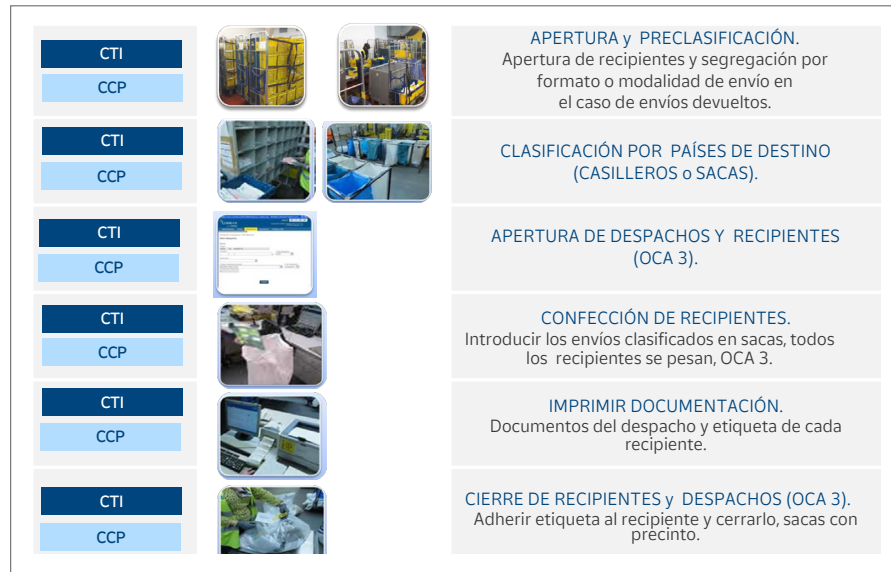 CTI
CCP
APERTURA y PRECLASIFICACIÓN.
Apertura de recipientes y segregación por
formato o modalidad de envío en
el caso de envíos devueltos.
CTI
CCP
CLASIFICACIÓN POR PAÍSES DE DESTINO
(CASILLEROS o SACAS).
CTI
CCP
APERTURA DE DESPACHOS Y RECIPIENTES
(OCA 3).
CTI
CCP
CONFECCIÓN DE RECIPIENTES.
Introducir los envíos clasificados en sacas, todos
los recipientes se pesan, OCA 3.
CTI
CCP
IMPRIMIR DOCUMENTACIÓN.
Documentos del despacho y etiqueta de cada
recipiente.
CTI
CCP
CIERRE DE RECIPIENTES y DESPACHOS (OCA 3).
Adherir etiqueta al recipiente y cerrarlo, sacas con
precinto.